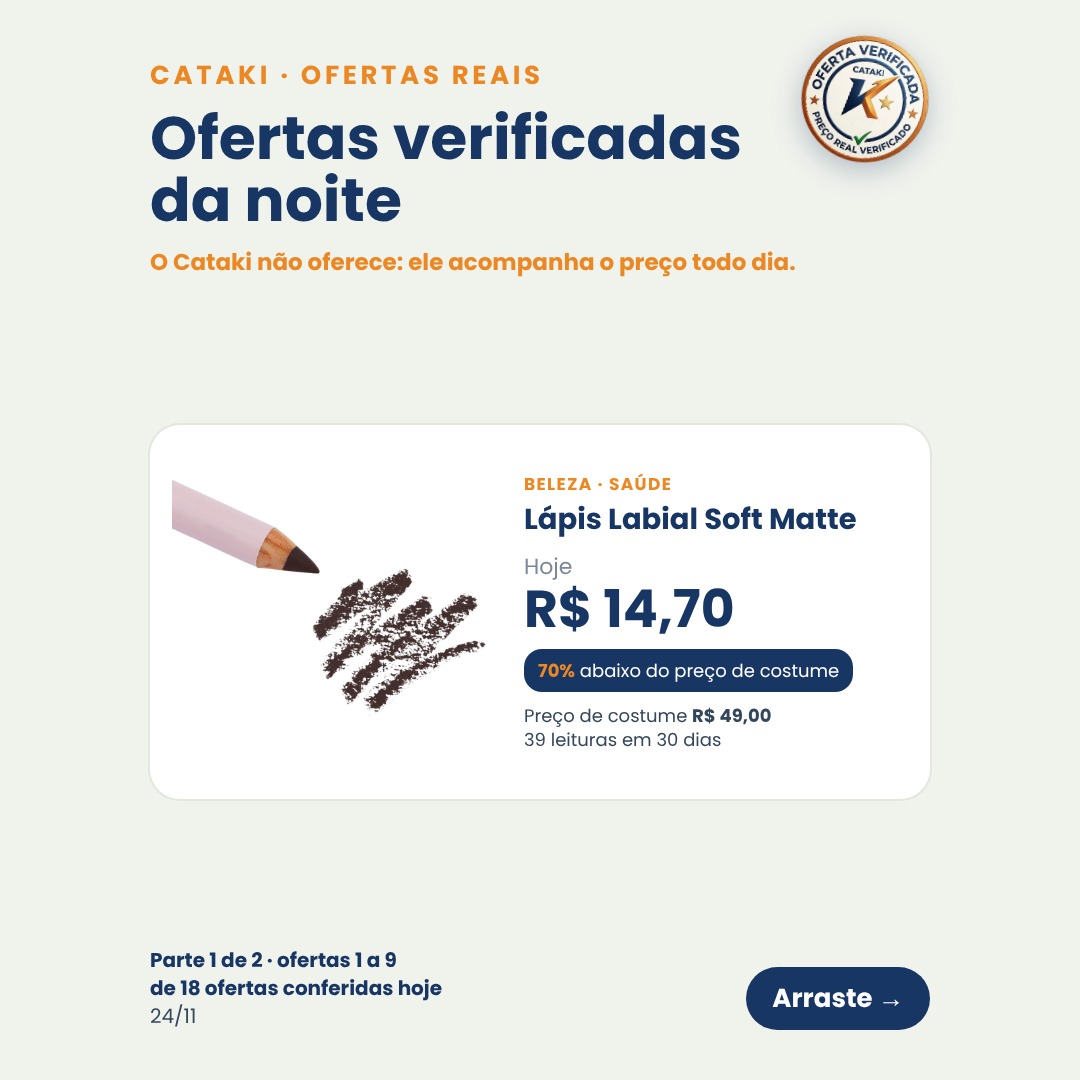 CATAKI · OFERTAS REAIS
Ofertas verificadas
da noite
O Cataki não oferece: ele acompanha o preço todo dia.
OFERTA VERIFICADA
CATAKI
PREÇO REAL VERIFICADO
BELEZA · SAÚDE
Lápis Labial Soft Matte
Hoje
R$ 14,70
70% abaixo do preço de costume
Preço de costume R$ 49,00
39 leituras em 30 dias
Parte 1 de 2 · ofertas 1 a 9
de 18 ofertas conferidas hoje
24/11
Arraste →